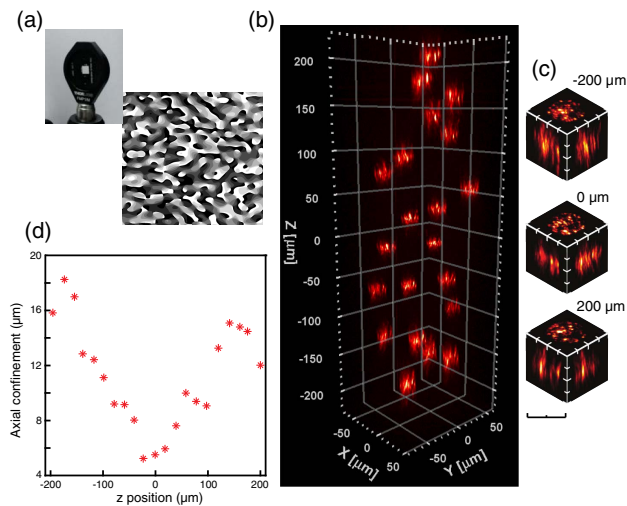 (a)
(b)
200
150
100
50
0
-50
-100
-150
-200
Z [µm]
-50
0
50
X [µm]
-50
0
50
Y [µm]
(c)
-200 µm
0 µm
200 µm
(d)
20
16
12
8
4
Axial confinement (µm)
-200
-100
0
100
200
z position (µm)